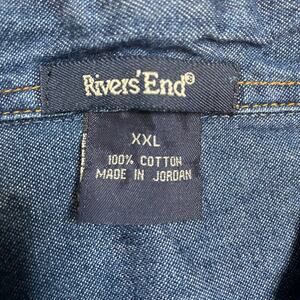 Rivers' End®
XXL
100% COTTON
MADE IN JORDAN